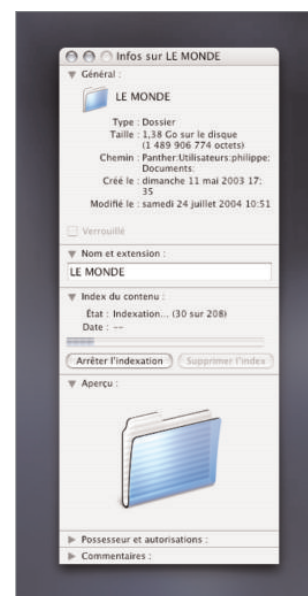 Infos sur LE MONDE
Général :
LE MONDE
Type : Dossier
Taille : 1,38 Go sur le disque
(1 489 906 774 octets)
Chemin : Panther:Utilisateurs:philippe:
Documents:
Créé le : dimanche 11 mai 2003 17:
35
Modifié le : samedi 24 juillet 2004 10:51
Verrouillé
Nom et extension :
LE MONDE
Index du contenu :
État : Indexation... (30 sur 208)
Date : --
Arrêter l'indexation Supprimer l'index
Aperçu :
Possesseur et autorisations :
Commentaires :